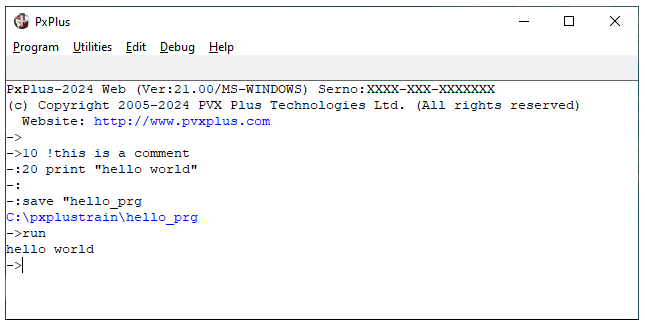 PxPlus
Program Utilities Edit Debug Help
PxPlus-2024 Web (Ver:21.00/MS-WINDOWS) Serno:XXXX-XXX-XXXXXXX
(c) Copyright 2005-2024 PVX Plus Technologies Ltd. (All rights reserved)
Website: http://www.pvxplus.com
->
->10 !this is a comment
-:20 print "hello world"
-:
-:save "hello_prg
C:\pxplustrain\hello_prg
->run
hello world
->